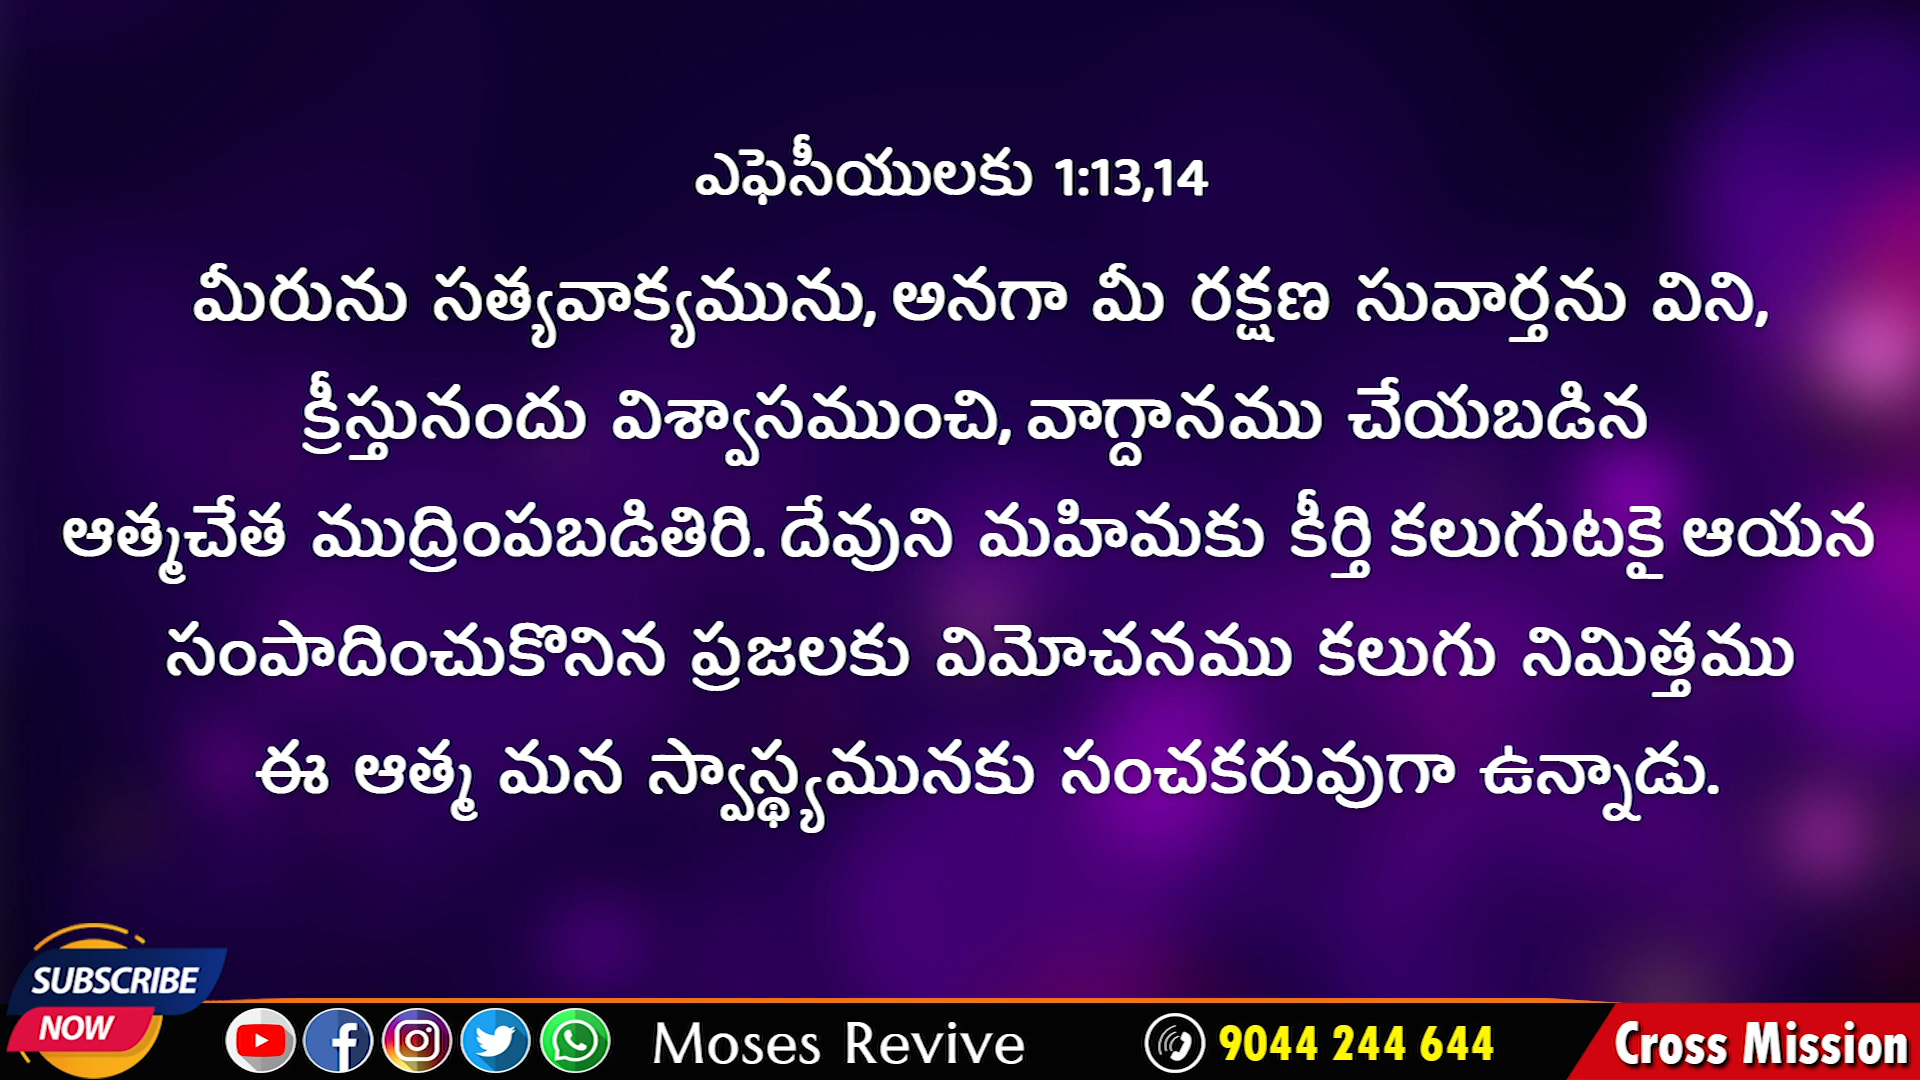 ఎఫెసీయులకు 1:13,14
మీరును సత్యవాక్యమును, అనగా మీ రక్షణ సువార్తను విని,
క్రీస్తునందు విశ్వాసముంచి, వాగ్దానము చేయబడిన
ఆత్మచేత ముద్రింపబడితిరి. దేవుని మహిమకు కీర్తి కలుగుటకై ఆయన
సంపాదించుకొనిన ప్రజలకు విమోచనము కలుగు నిమిత్తము
ఈ ఆత్మ మన స్వాస్థ్యమునకు సంచకరువుగా ఉన్నాడు.
SUBSCRIBE
NOW
Moses Revive
9044 244 644
Cross Mission